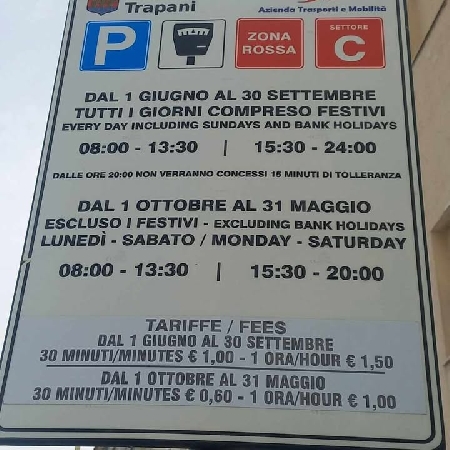 Trapani
Azienda Trasporti e Mobilità
P
ZONA
ROSSA
SETTORE
C
DAL 1 GIUGNO AL 30 SETTEMBRE
TUTTI I GIORNI COMPRESO FESTIVI
EVERY DAY INCLUDING SUNDAYS AND BANK HOLIDAYS
08:00 - 13:30 | 15:30 - 24:00
DALLE ORE 20:00 NON VERRANNO CONCESSI 15 MINUTI DI TOLLERANZA
DAL 1 OTTOBRE AL 31 MAGGIO
ESCLUSO I FESTIVI - EXCLUDING BANK HOLIDAYS
LUNEDÌ - SABATO / MONDAY - SATURDAY
08:00 - 13:30 | 15:30 - 20:00
TARIFFE / FEES
DAL 1 GIUGNO AL 30 SETTEMBRE
30 MINUTI/MINUTES € 1,00 - 1 ORA/HOUR € 1,50
DAL 1 OTTOBRE AL 31 MAGGIO
30 MINUTI/MINUTES € 0,60 - 1 ORA/HOUR € 1,00